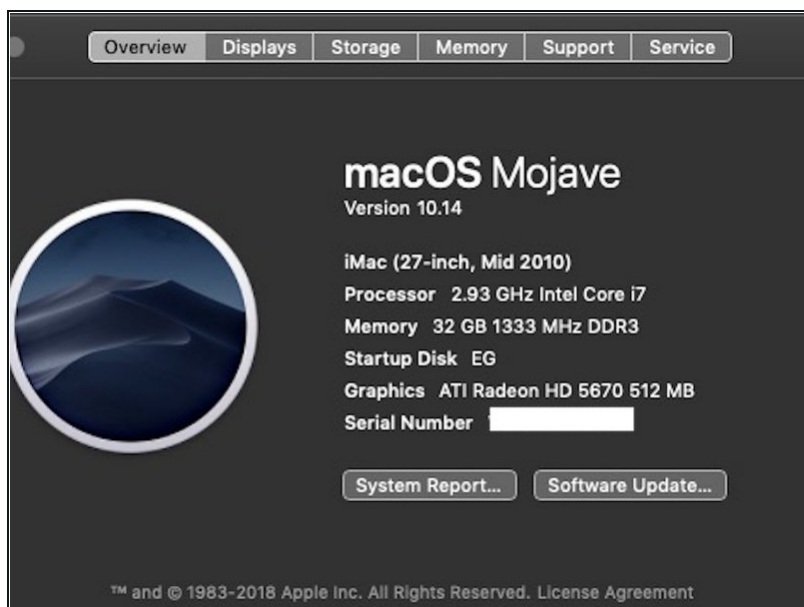 Overview Displays Storage Memory Support Service
macOS Mojave
Version 10.14
iMac (27-inch, Mid 2010)
Processor 2.93 GHz Intel Core i7
Memory 32 GB 1333 MHz DDR3
Startup Disk EG
Graphics ATI Radeon HD 5670 512 MB
Serial Number
System Report... Software Update...
™ and © 1983-2018 Apple Inc. All Rights Reserved. License Agreement